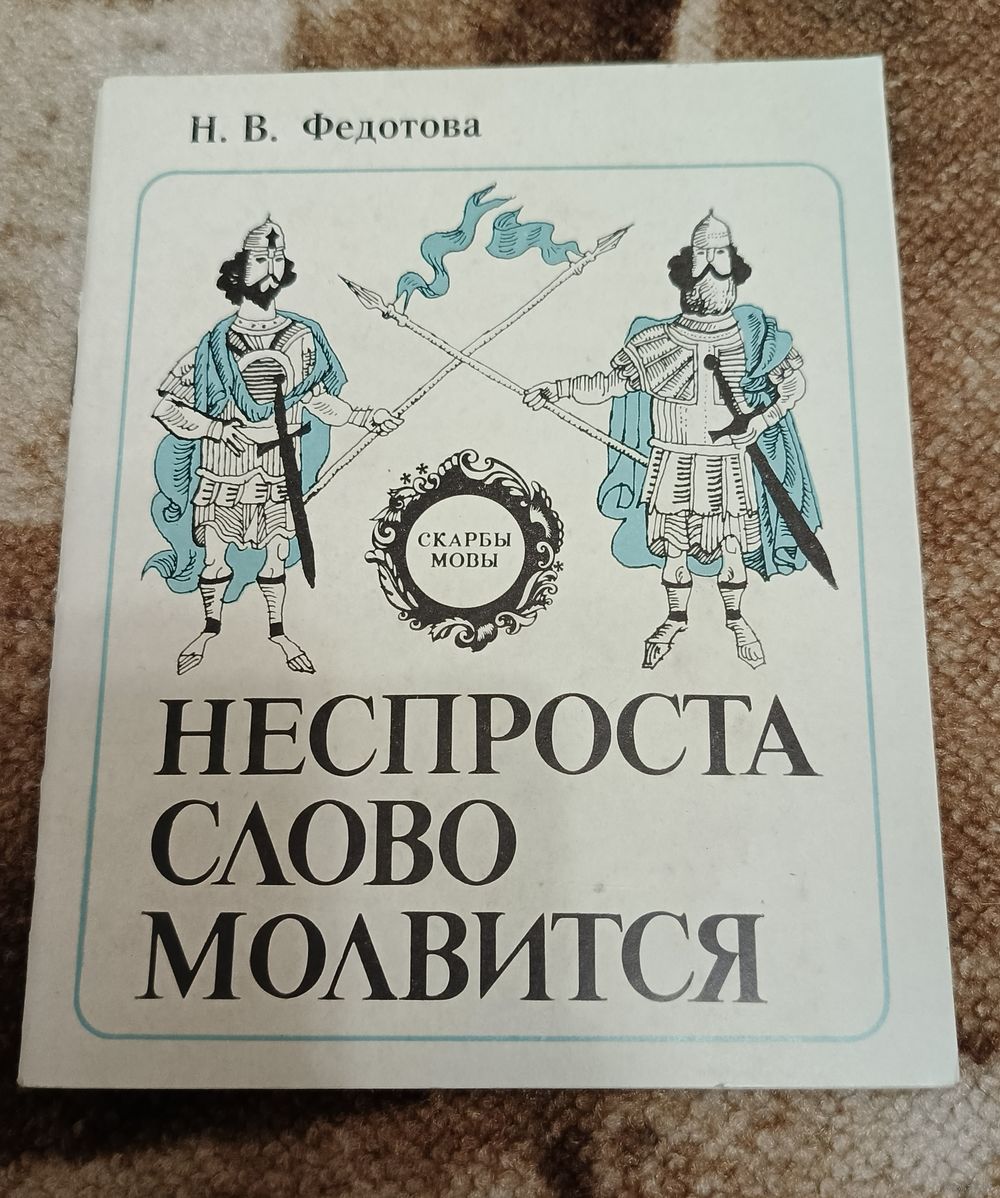 Н. В. Федотова
СКАРБЫ
МОВЫ
НЕСПРОСТА
СЛОВО
МОЛВИТСЯ